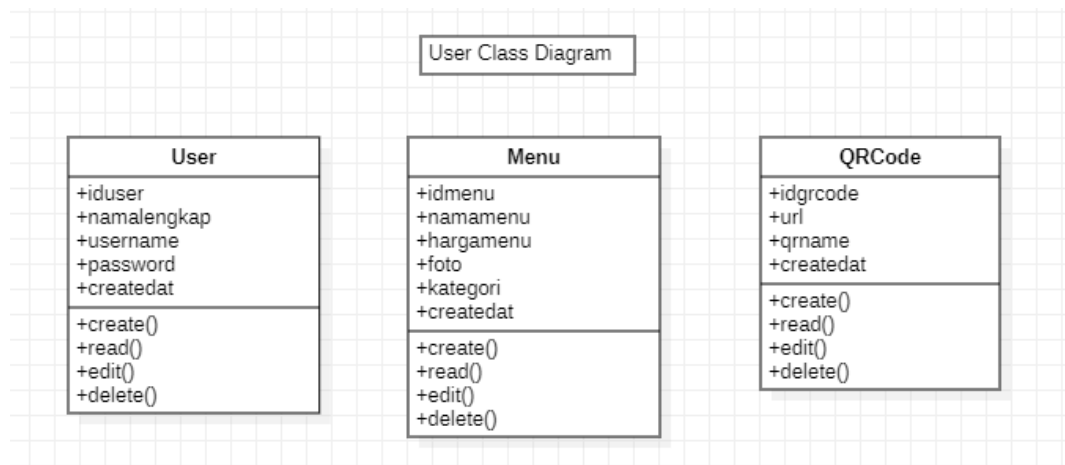 User Class Diagram
User
+iduser
+namalengkap
+username
+password
+createdat
+create()
+read()
+edit()
+delete()
Menu
+idmenu
+namamenu
+hargamenu
+foto
+kategori
+createdat
+create()
+read()
+edit()
+delete()
QRCode
+idgrcode
+url
+qrname
+createdat
+create()
+read()
+edit()
+delete()